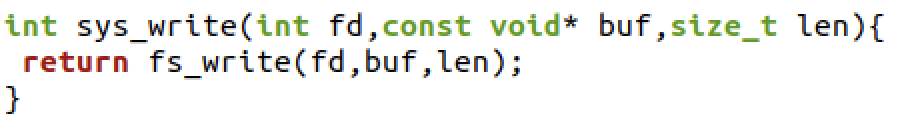 int sys_write(int fd,const void* buf,size_t len){
 return fs_write(fd,buf,len);
}